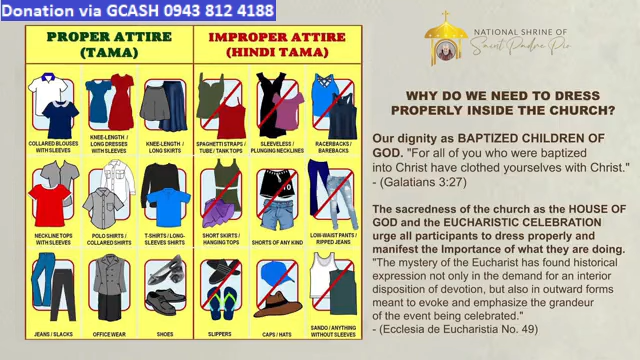 Donation via GCASH 0943 812 4188
PROPER ATTIRE
(TAMA)
IMPROPER ATTIRE
(HINDI TAMA)
COLLARED BLOUSES
WITH SLEEVES
KNEE-LENGTH /
LONG DRESSES
WITH SLEEVES
KNEE-LENGTH /
LONG SKIRTS
SPAGHETTI STRAPS /
TUBE / TANK TOPS
SLEEVELESS /
PLUNGING NECKLINES
RACERBACKS /
BAREBACKS
NECKLINE TOPS
WITH SLEEVES
POLO SHIRTS /
COLLARED SHIRTS
T-SHIRTS / LONG-
SLEEVES SHIRTS
SHORT SKIRTS /
HANGING TOPS
SHORTS OF ANY KIND
LOW-WAIST PANTS /
RIPPED JEANS
JEANS / SLACKS
OFFICE WEAR
SHOES
SLIPPERS
CAPS / HATS
SANDO / ANYTHING
WITHOUT SLEEVES
NATIONAL SHRINE OF
Saint Padre Pio
WHY DO WE NEED TO DRESS
PROPERLY INSIDE THE CHURCH?
Our dignity as BAPTIZED CHILDREN OF
GOD. "For all of you who were baptized
into Christ have clothed yourselves with Christ."
- (Galatians 3:27)
The sacredness of the church as the HOUSE OF
GOD and the EUCHARISTIC CELEBRATION
urge all participants to dress properly and
manifest the Importance of what they are doing.
"The mystery of the Eucharist has found historical
expression not only in the demand for an interior
disposition of devotion, but also in outward forms
meant to evoke and emphasize the grandeur
of the event being celebrated."
- (Ecclesia de Eucharistia No. 49)